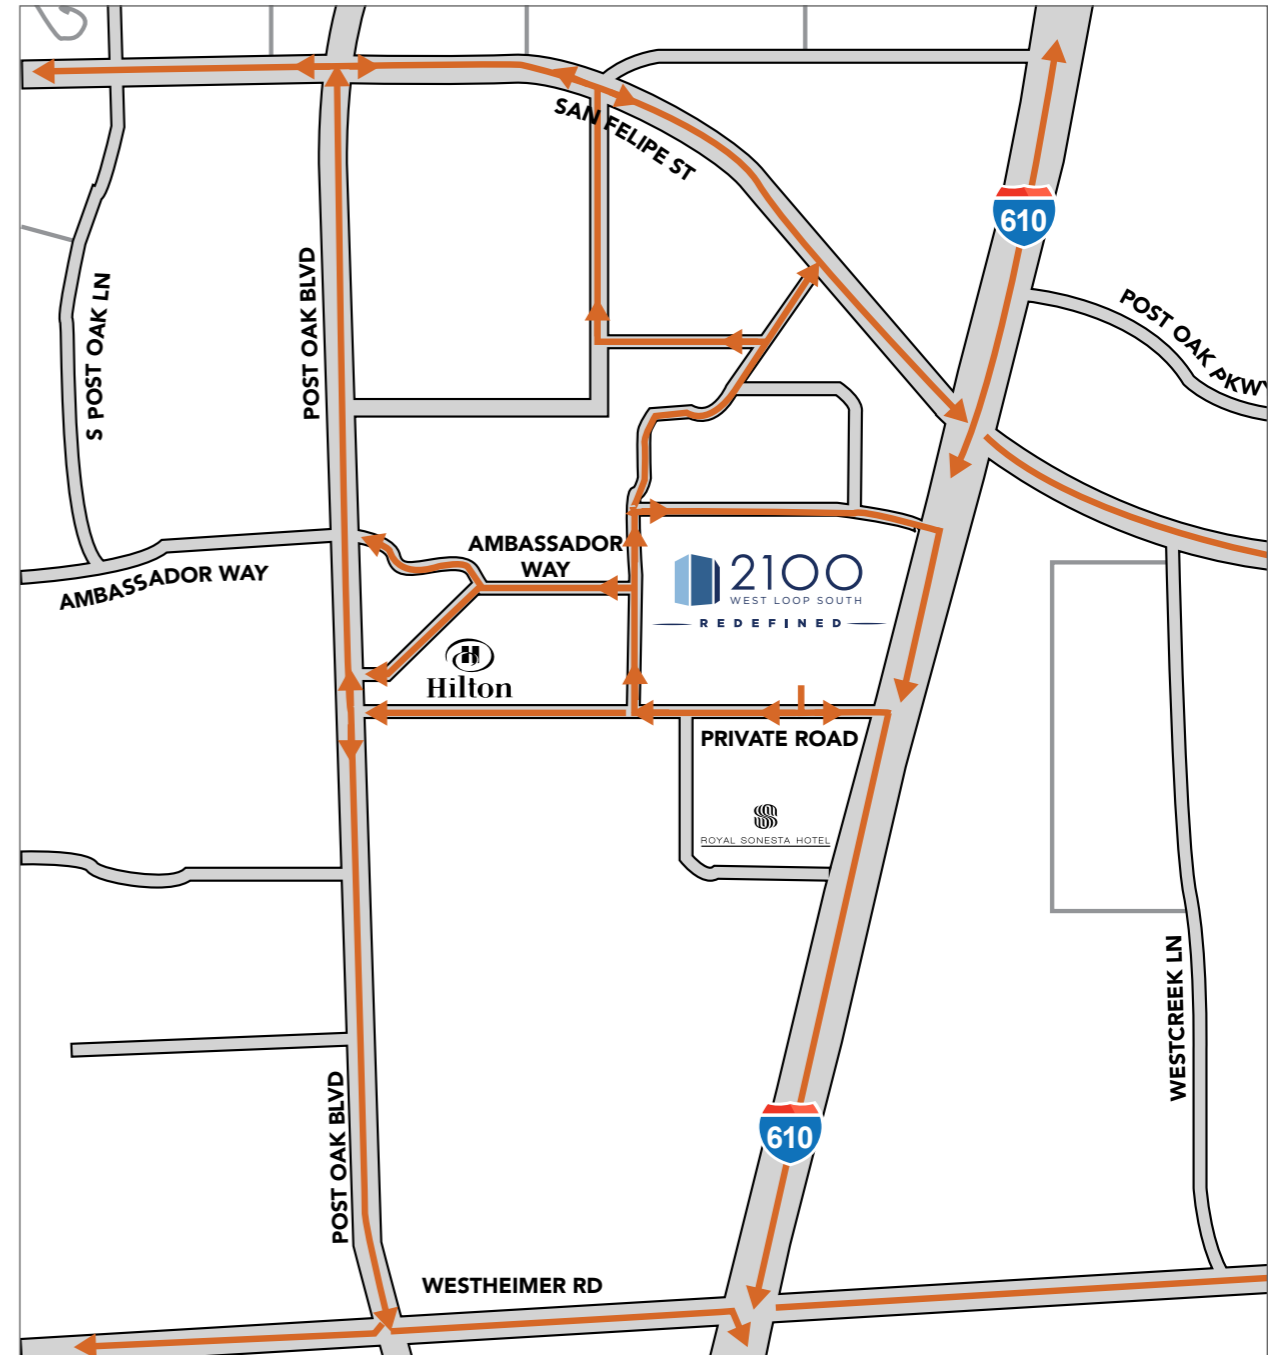 SAN FELIPE ST
610
POST OAK BLVD
S POST OAK LN
POST OAK PKWY
AMBASSADOR
WAY
AMBASSADOR WAY
2100
WEST LOOP SOUTH
REDEFINED
H
Hilton
PRIVATE ROAD
ROYAL SONESTA HOTEL
WESTCREEK LN
POST OAK BLVD
610
WESTHEIMER RD